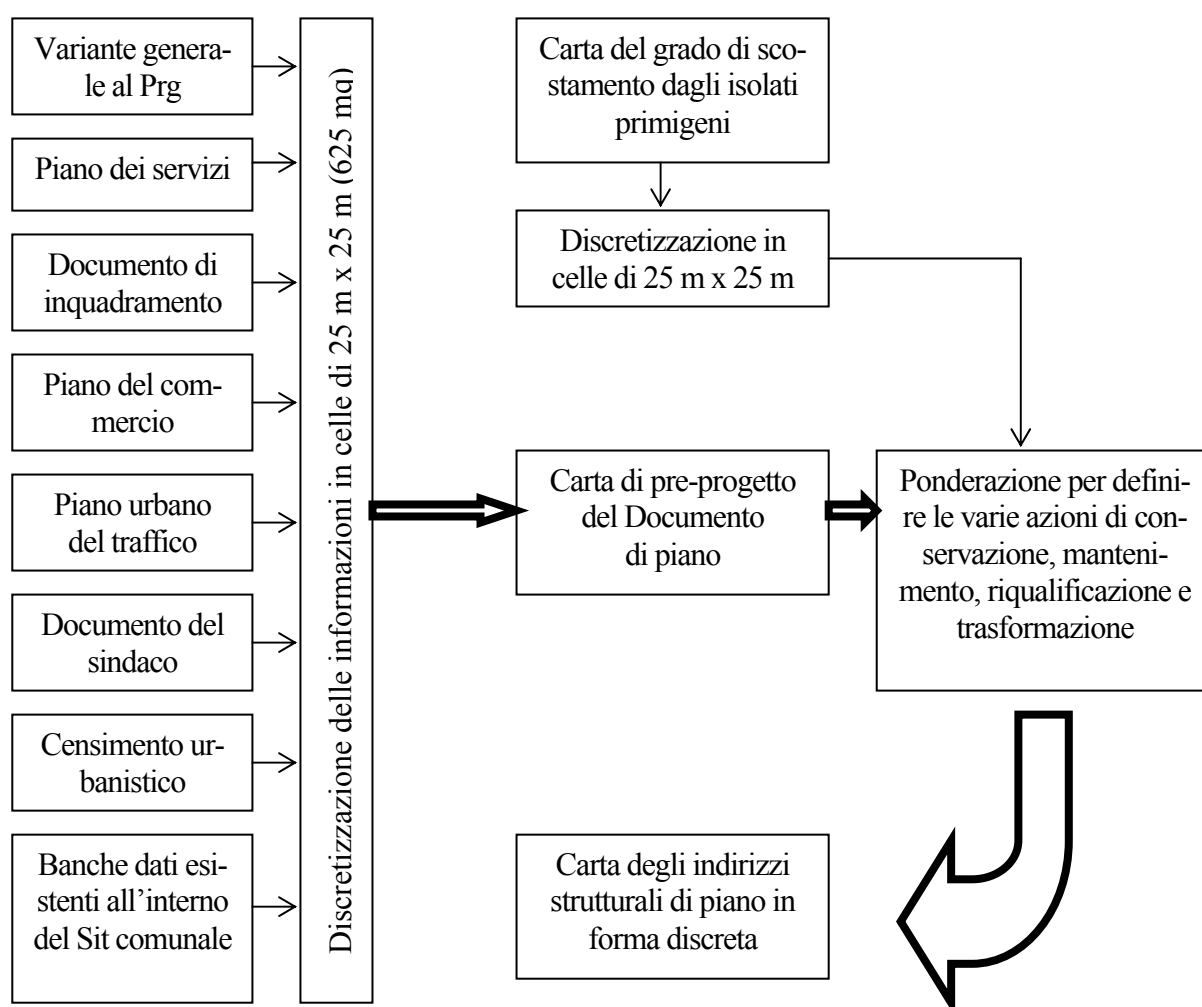 Variante genera-
le al Prg
Piano dei servizi
Documento di
inquadramento
Piano del com-
mercio
Piano urbano
del traffico
Documento del
sindaco
Censimento ur-
banistico
Banche dati esi-
stenti all’interno
del Sit comunale
Discretizzazione delle informazioni in celle di 25 m x 25 m (625 mq)
Carta del grado di sco-
stamento dagli isolati
primigeni
Discretizzazione in
celle di 25 m x 25 m
Carta di pre-progetto
del Documento
di piano
Ponderazione per defini-
re le varie azioni di con-
servazione, manteni-
mento, riqualificazione e
trasformazione
Carta degli indirizzi
strutturali di piano in
forma discreta